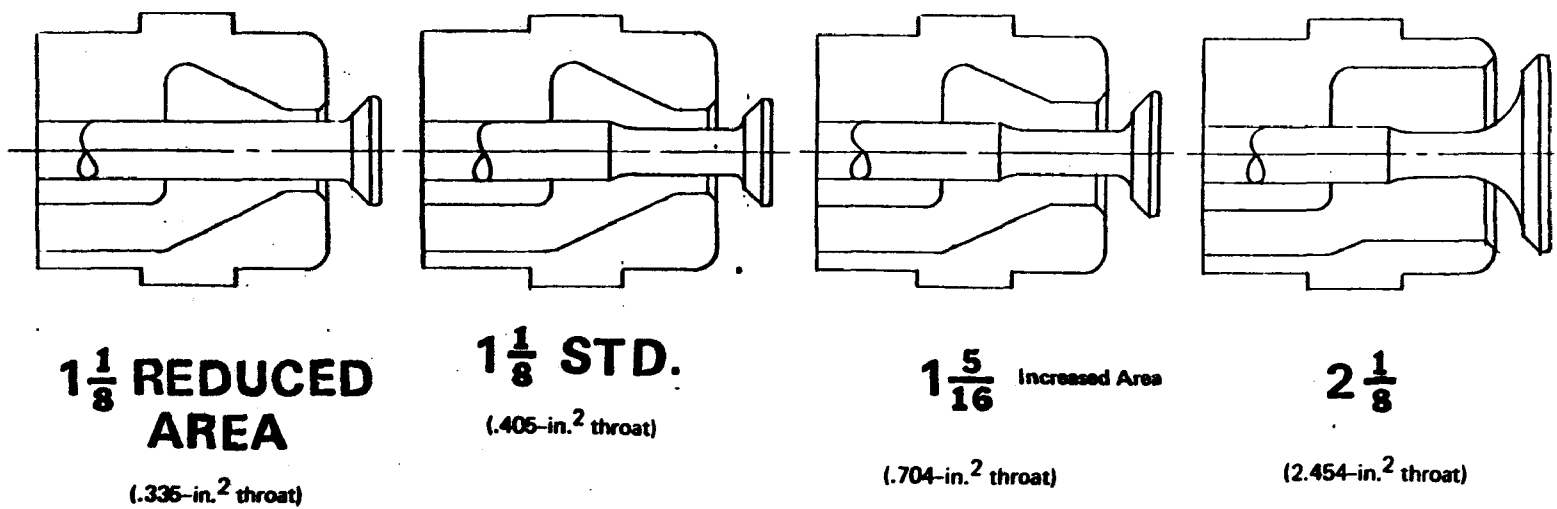 1 1/8 REDUCED
AREA
(.335-in.2 throat)
1 1/8 STD.
(.405-in.2 throat)
1 5/16 Increased Area
(.704-in.2 throat)
2 1/8
(2.454-in.2 throat)